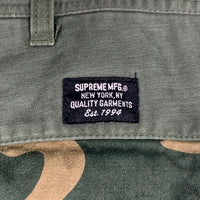 SUPREME MFG.®
NEW YORK, NY
QUALITY GARMENTS
Est. 1994